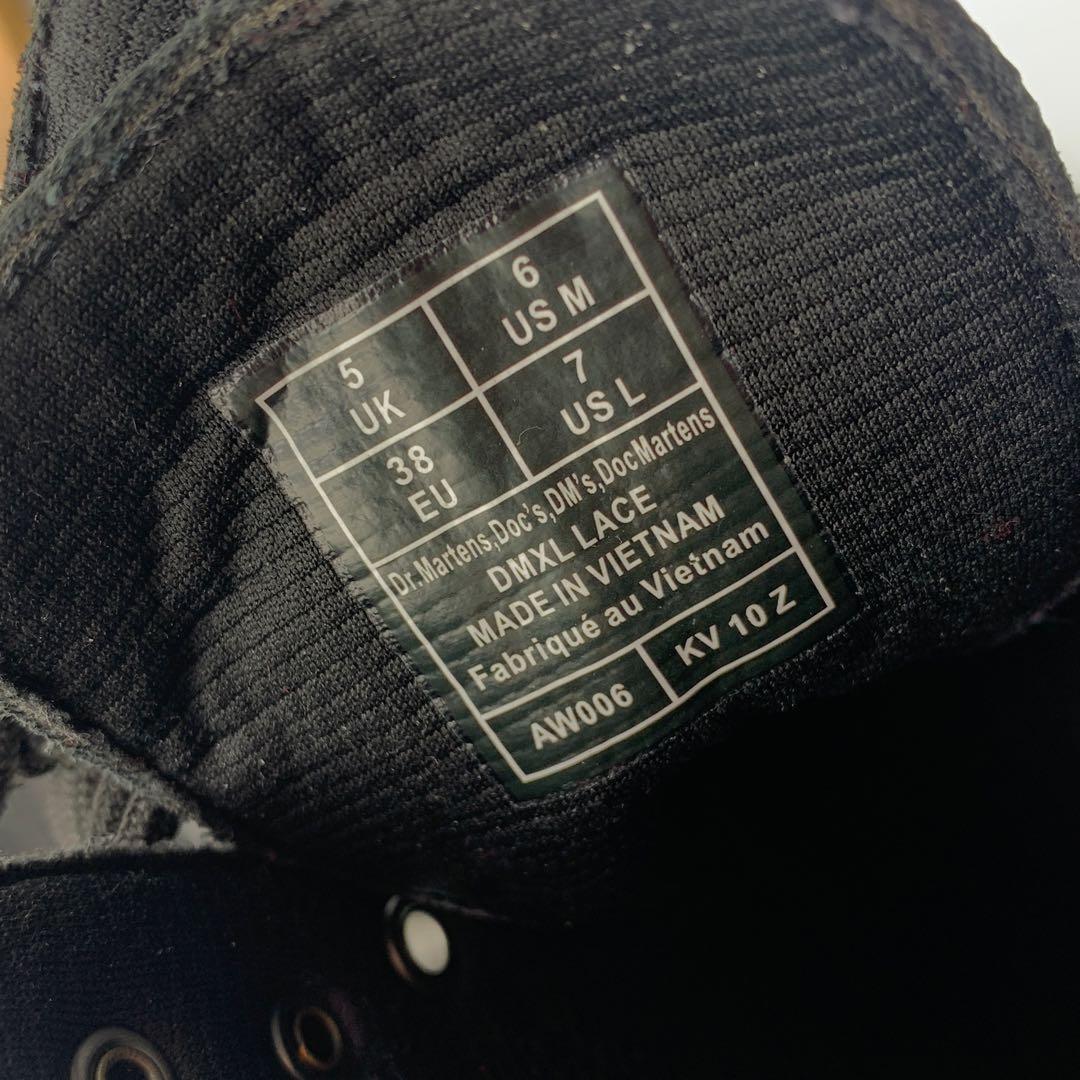 5
UK
6
US M
38
EU
7
US L
Dr.Martens,Doc's,DM's,DocMartens
DMXL LACE
MADE IN VIETNAM
Fabriqué au Vietnam
AW006
KV 10 Z